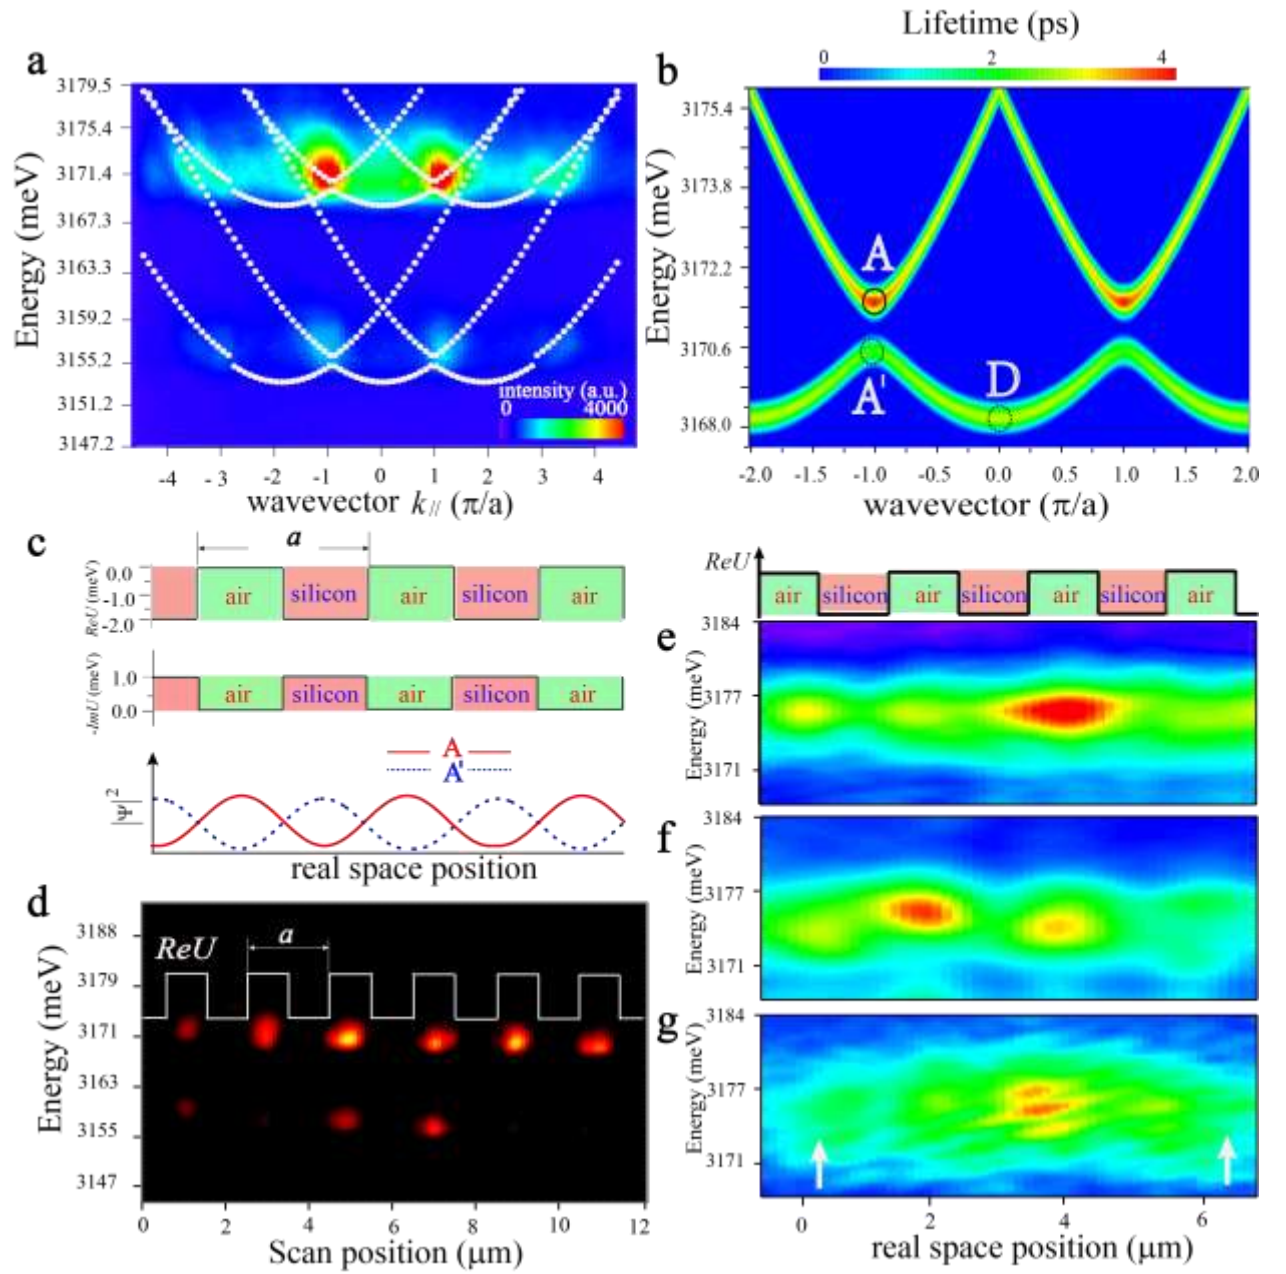 a
3179.5
3175.4
3171.4
3167.3
3163.3
3159.2
3155.2
3151.2
3147.2
Energy (meV)
intensity (a.u.)
0 4000
-4 - 3 -2 -1 0 1 2 3 4
wavevector k// (π/a)
Lifetime (ps)
0 2 4
b
3175.4
3173.8
3172.2
3170.6
3168.0
Energy (meV)
A
A'
D
-2.0 -1.5 -1.0 -0.5 0.0 0.5 1.0 1.5 2.0
wavevector (π/a)
c
a
ReU (meV)
0.0
-1.0
-2.0
air silicon air silicon air
-ImU (meV)
1.0
0.0
air silicon air silicon air
A
A'
|Ψ|2
real space position
d
3188
3179
3171
3163
3155
3147
Energy (meV)
ReU
a
0 2 4 6 8 10 12
Scan position (μm)
ReU
air silicon air silicon air silicon air
e
3184
3177
3171
Energy (meV)
f
3184
3177
3171
Energy (meV)
g
3184
3177
3171
Energy (meV)
0 2 4 6
real space position (μm)